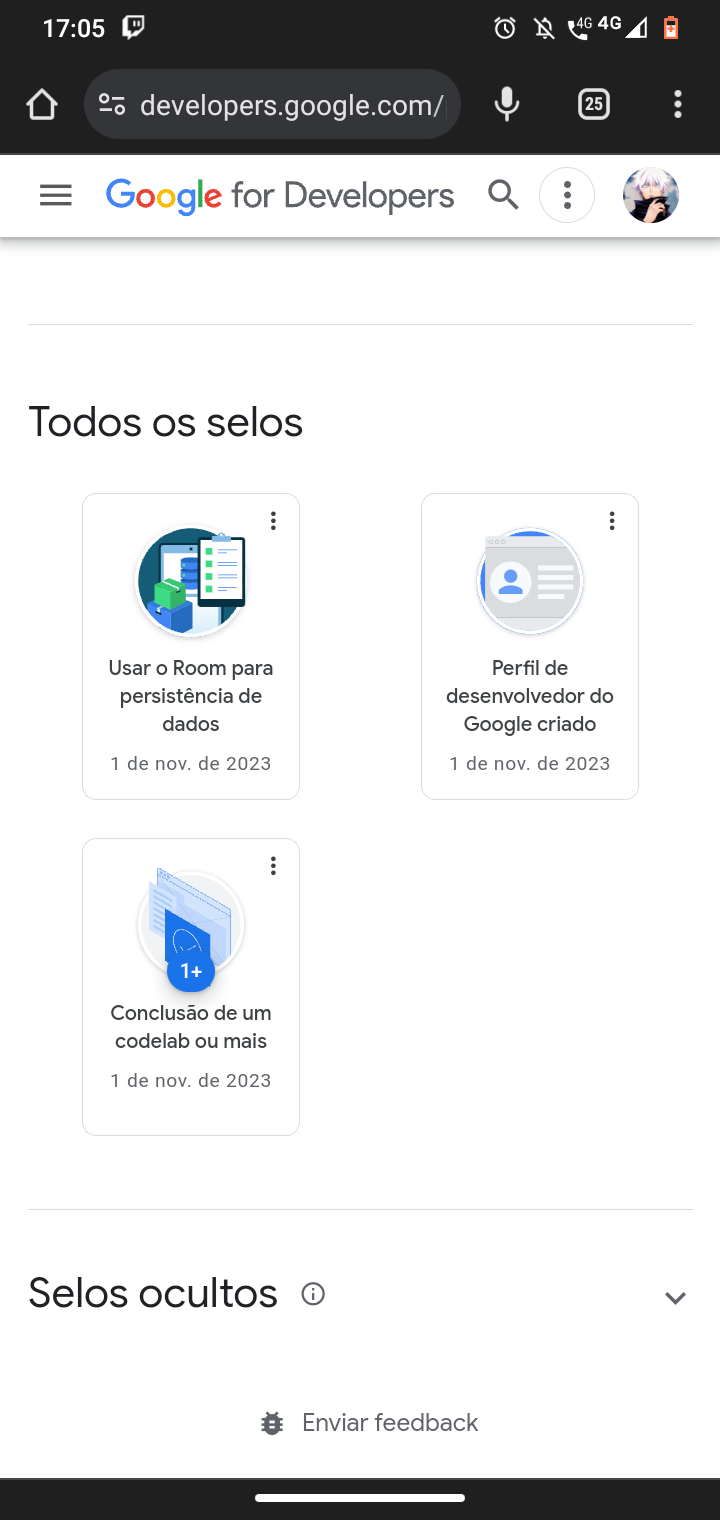 17:05
4G 4G
developers.google.com/
25
Google for Developers
Todos os selos
Usar o Room para
persistência de
dados
1 de nov. de 2023
Perfil de
desenvolvedor do
Google criado
1 de nov. de 2023
1+
Conclusão de um
codelab ou mais
1 de nov. de 2023
Selos ocultos
Enviar feedback